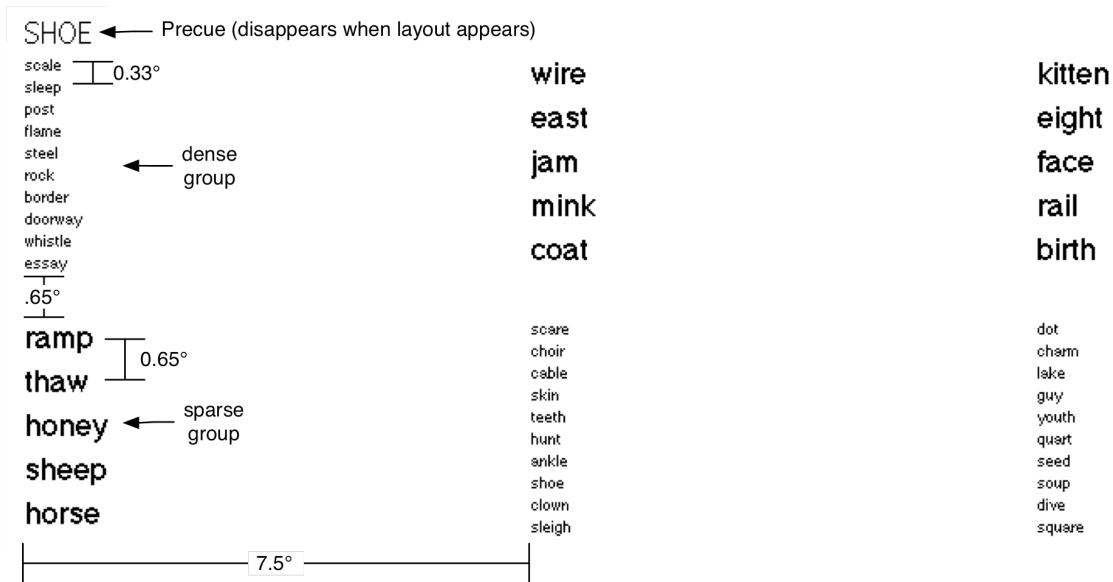 SHOE
Precue (disappears when layout appears)
scale
sleep
post
flame
steel
rock
border
doorway
whistle
essay
0.33°
dense
group
.65°
ramp
thaw
honey
sheep
horse
0.65°
sparse
group
7.5°
wire
east
jam
mink
coat
scare
choir
cable
skin
teeth
hunt
ankle
shoe
clown
sleigh
kitten
eight
face
rail
birth
dot
charm
lake
guy
youth
quart
seed
soup
dive
square